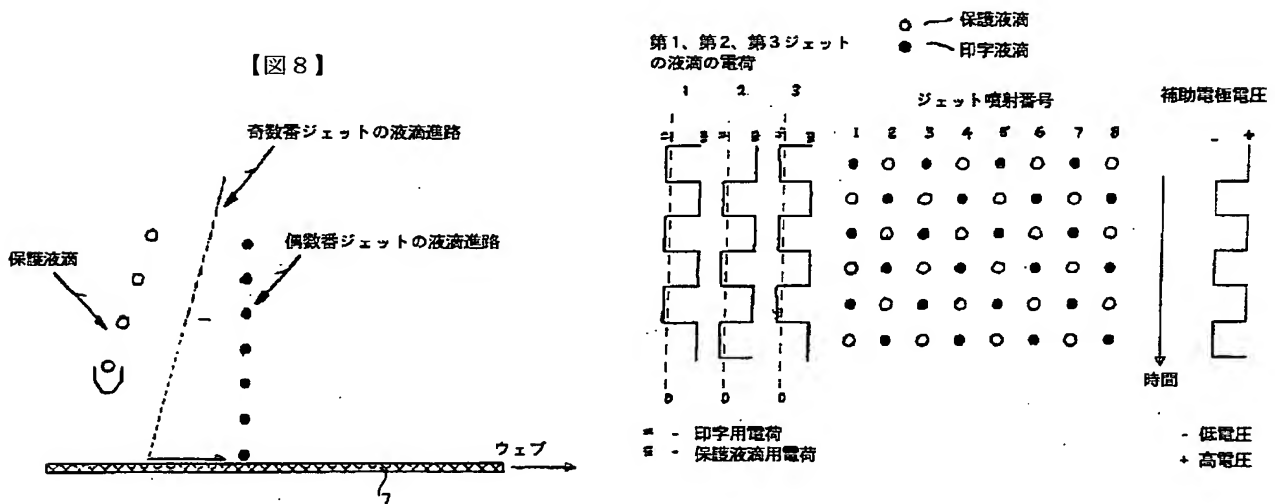 【図8】
奇数番ジェットの液滴進路
偶数番ジェットの液滴進路
保護液滴
ウェブ
7
保護液滴
印字液滴
第1、第2、第3ジェット
の液滴の電荷
1 2 3
ジェット噴射番号
1 2 3 4 5 6 7 8
補助電極電圧
- +
0 0 0
時間
- 印字用電荷
- 保護液滴用電荷
- 低電圧
+ 高電圧